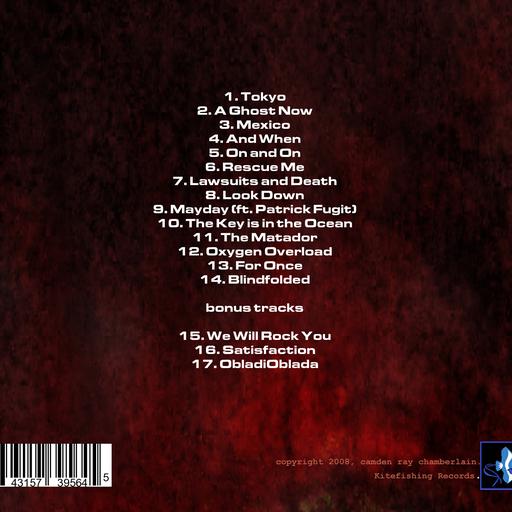 1. Tokyo
2. A Ghost Now
3. Mexico
4. And When
5. On and On
6. Rescue Me
7. Lawsuits and Death
8. Look Down
9. Mayday (ft. Patrick Fugit)
10. The Key is in the Ocean
11. The Matador
12. Oxygen Overload
13. For Once
14. Blindfolded
bonus tracks
15. We Will Rock You
16. Satisfaction
17. ObladiOblada
copyright 2008, camden ray chamberlain.
Kitefishing Records.
43157 39564 5